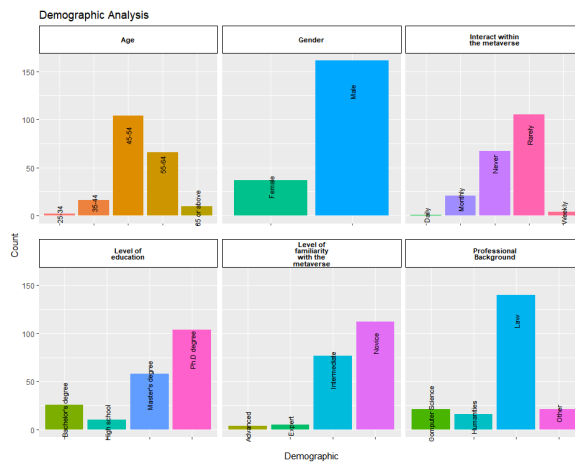 Demographic Analysis
Age
Gender
Interact within
the metaverse
150
100
50
0
25-34
35-44
45-54
55-64
65 or above
Female
Male
Daily
Monthly
Never
Rarely
Weekly
Count
Level of
education
Level of
familiarity
with the
metaverse
Professional
Background
150
100
50
0
Bachelor's degree
High school
Master's degree
Ph.D degree
Advanced
Expert
Intermediate
Novice
Computer Science
Humanities
Law
Other
Demographic